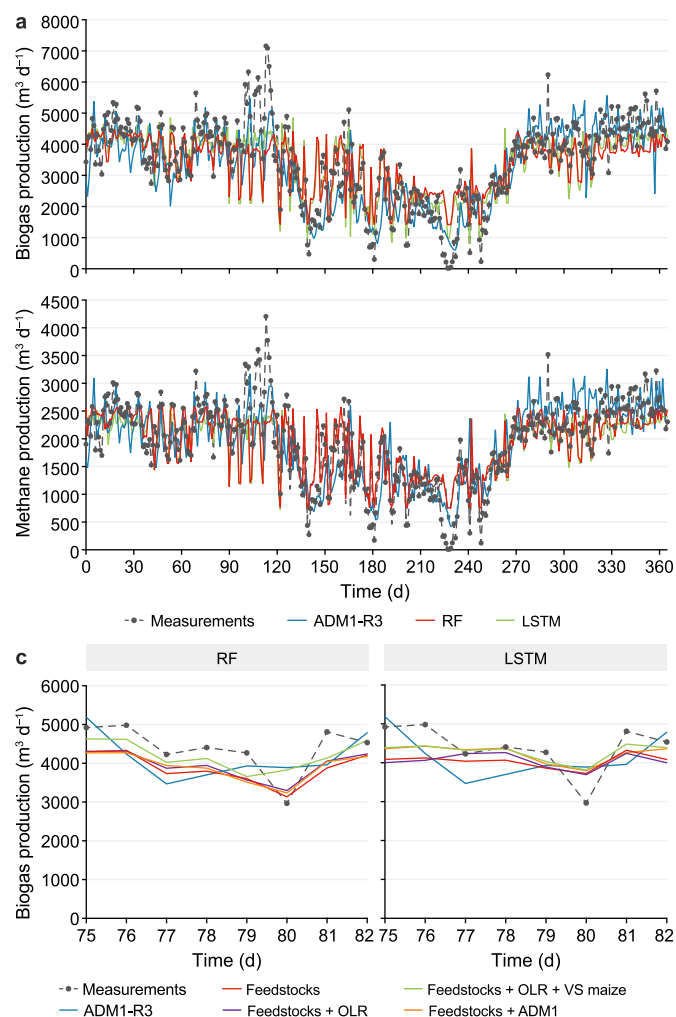 a
Biogas production (m³ d⁻¹)
8000
7000
6000
5000
4000
3000
2000
1000
0
Methane production (m³ d⁻¹)
4500
4000
3500
3000
2500
2000
1500
1000
500
0
0 30 60 90 120 150 180 210 240 270 300 330 360
Time (d)
Measurements ADM1-R3 RF LSTM
c
RF LSTM
Biogas production (m³ d⁻¹)
6000
5000
4000
3000
2000
1000
0
75 76 77 78 79 80 81 82 75 76 77 78 79 80 81 82
Time (d) Time (d)
Measurements Feedstocks Feedstocks + OLR + VS maize
ADM1-R3 Feedstocks + OLR Feedstocks + ADM1